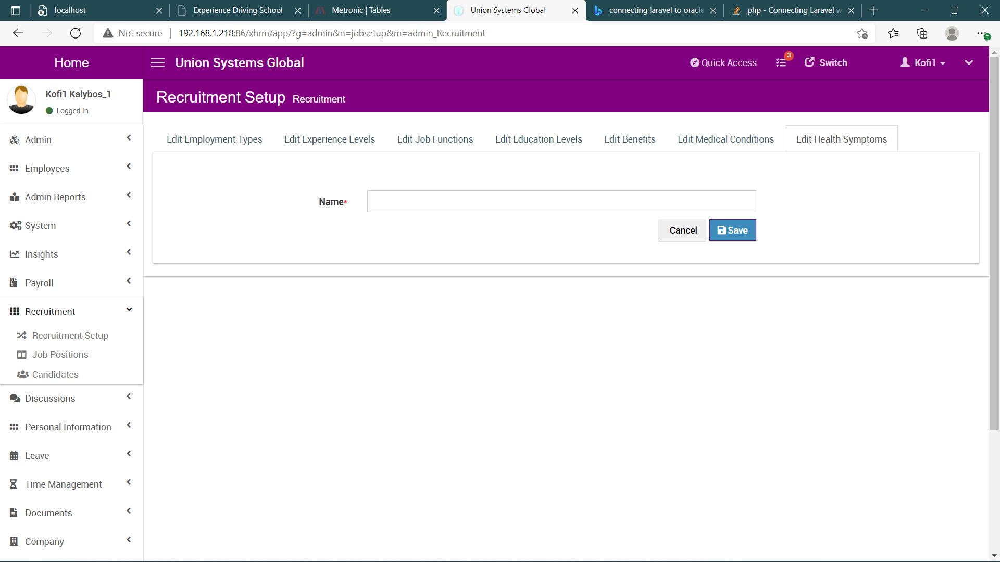 localhost
Experience Driving School
Metronic | Tables
Union Systems Global
connecting laravel to oracle
php - Connecting Laravel w
Not secure
192.168.1.218:86/xhrm/app/?g=admin&n=jobsetup&m=admin_Recruitment
Home
Union Systems Global
Quick Access
3
Switch
Kofi1
Kofi1 Kalybos_1
Logged In
Recruitment Setup Recruitment
Admin
Employees
Admin Reports
System
Insights
Payroll
Recruitment
Recruitment Setup
Job Positions
Candidates
Discussions
Personal Information
Leave
Time Management
Documents
Company
Edit Employment Types
Edit Experience Levels
Edit Job Functions
Edit Education Levels
Edit Benefits
Edit Medical Conditions
Edit Health Symptoms
Name*
Cancel
Save